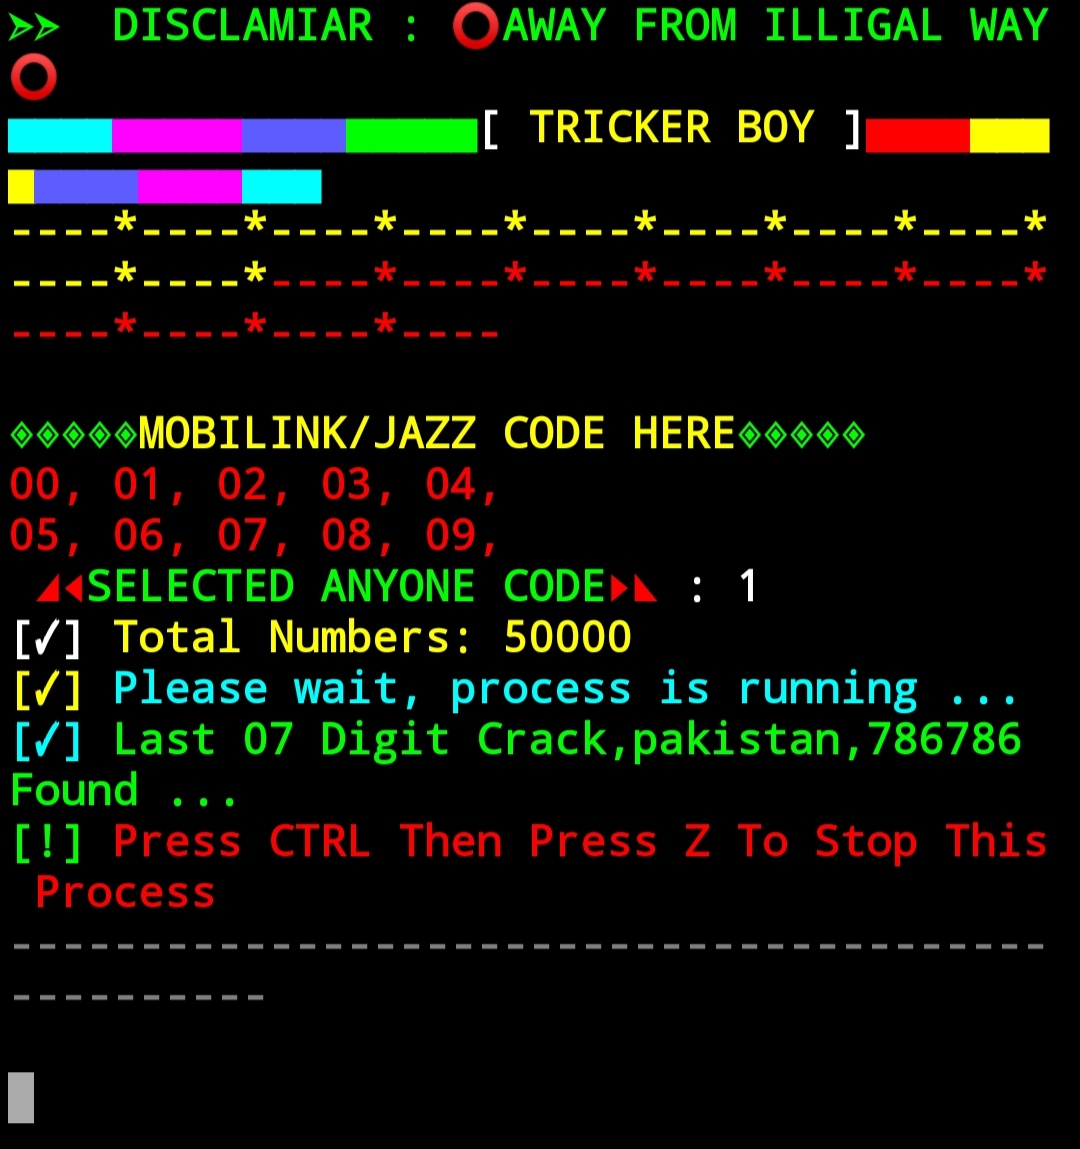 ⮚⮚  DISCLAMIAR : ⭕AWAY FROM ILLIGAL WAY
⭕
[ TRICKER BOY ]
----*----*----*----*----*----*----*----*
----*----*----*----*----*----*----*----*
----*----*----*----
◈◈◈◈◈MOBILINK/JAZZ CODE HERE◈◈◈◈◈
00, 01, 02, 03, 04,
05, 06, 07, 08, 09,
◢◀SELECTED ANYONE CODE▶◣ : 1
[✓] Total Numbers: 50000
[✓] Please wait, process is running ...
[✓] Last 07 Digit Crack,pakistan,786786
Found ...
[!] Press CTRL Then Press Z To Stop This
Process
----------------------------------------
----------